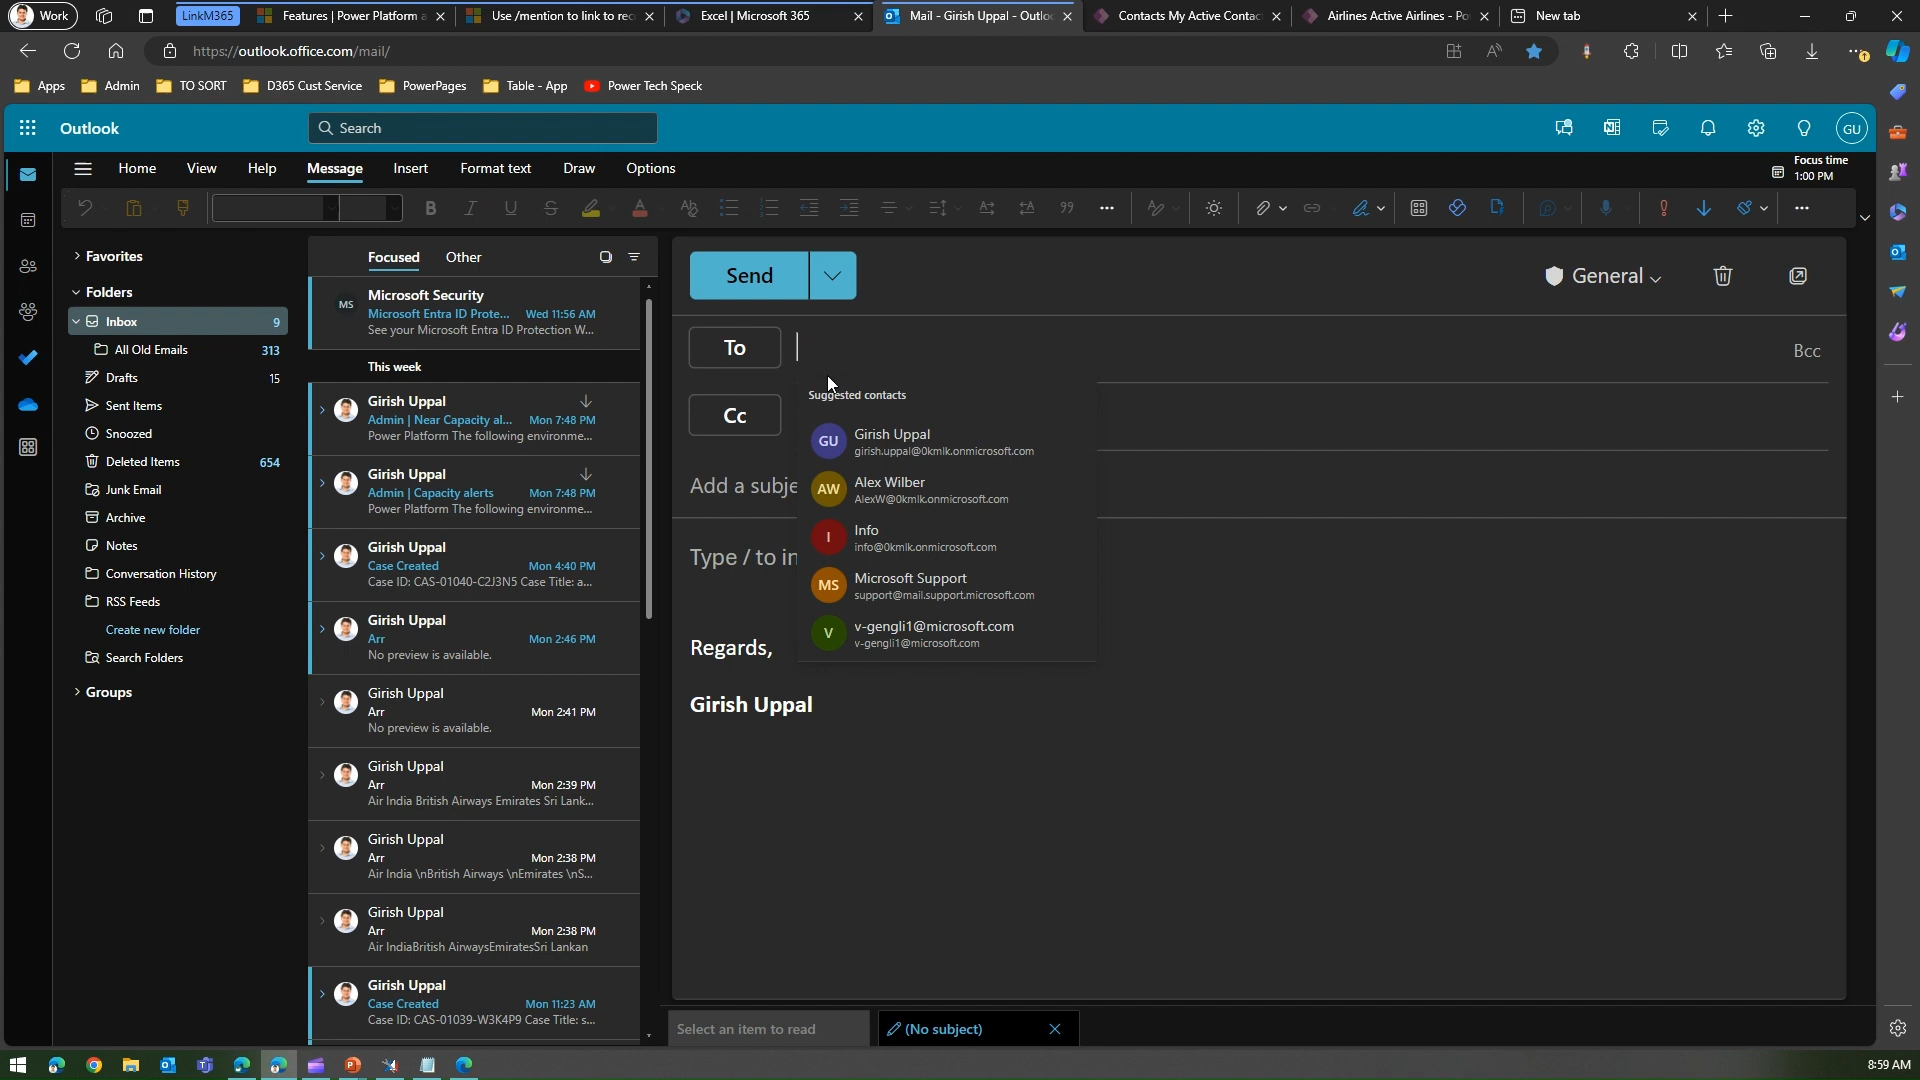 Work
LinkM365
Features | Power Platform a
Use /mention to link to rec
Excel | Microsoft 365
Mail - Girish Uppal - Outlo
Contacts My Active Contac
Airlines Active Airlines - Po
New tab
https://outlook.office.com/mail/
Apps
Admin
TO SORT
D365 Cust Service
PowerPages
Table - App
Power Tech Speck
Outlook
Search
GU
Home
View
Help
Message
Insert
Format text
Draw
Options
Focus time
1:00 PM
Favorites
Folders
Inbox 9
All Old Emails 313
Drafts 15
Sent Items
Snoozed
Deleted Items 654
Junk Email
Archive
Notes
Conversation History
RSS Feeds
Create new folder
Search Folders
Groups
Focused Other
MS
Microsoft Security
Microsoft Entra ID Prote... Wed 11:56 AM
See your Microsoft Entra ID Protection W...
This week
Girish Uppal
Admin | Near Capacity al... Mon 7:48 PM
Power Platform The following environme...
Girish Uppal
Admin | Capacity alerts Mon 7:48 PM
Power Platform The following environme...
Girish Uppal
Case Created Mon 4:40 PM
Case ID: CAS-01040-C2J3N5 Case Title: a...
Girish Uppal
Arr Mon 2:46 PM
No preview is available.
Girish Uppal
Arr Mon 2:41 PM
No preview is available.
Girish Uppal
Arr Mon 2:39 PM
Air India British Airways Emirates Sri Lank...
Girish Uppal
Arr Mon 2:38 PM
Air India \nBritish Airways \nEmirates \nS...
Girish Uppal
Arr Mon 2:38 PM
Air IndiaBritish AirwaysEmiratesSri Lankan
Girish Uppal
Case Created Mon 11:23 AM
Case ID: CAS-01039-W3K4P9 Case Title: s...
Send
General
To
Bcc
Cc
Add a subje
Type / to in
Suggested contacts
GU
Girish Uppal
girish.uppal@0kmlk.onmicrosoft.com
AW
Alex Wilber
AlexW@0kmlk.onmicrosoft.com
I
Info
info@0kmlk.onmicrosoft.com
MS
Microsoft Support
support@mail.support.microsoft.com
V
v-gengli1@microsoft.com
v-gengli1@microsoft.com
Regards,
Girish Uppal
Select an item to read
(No subject)
8:59 AM